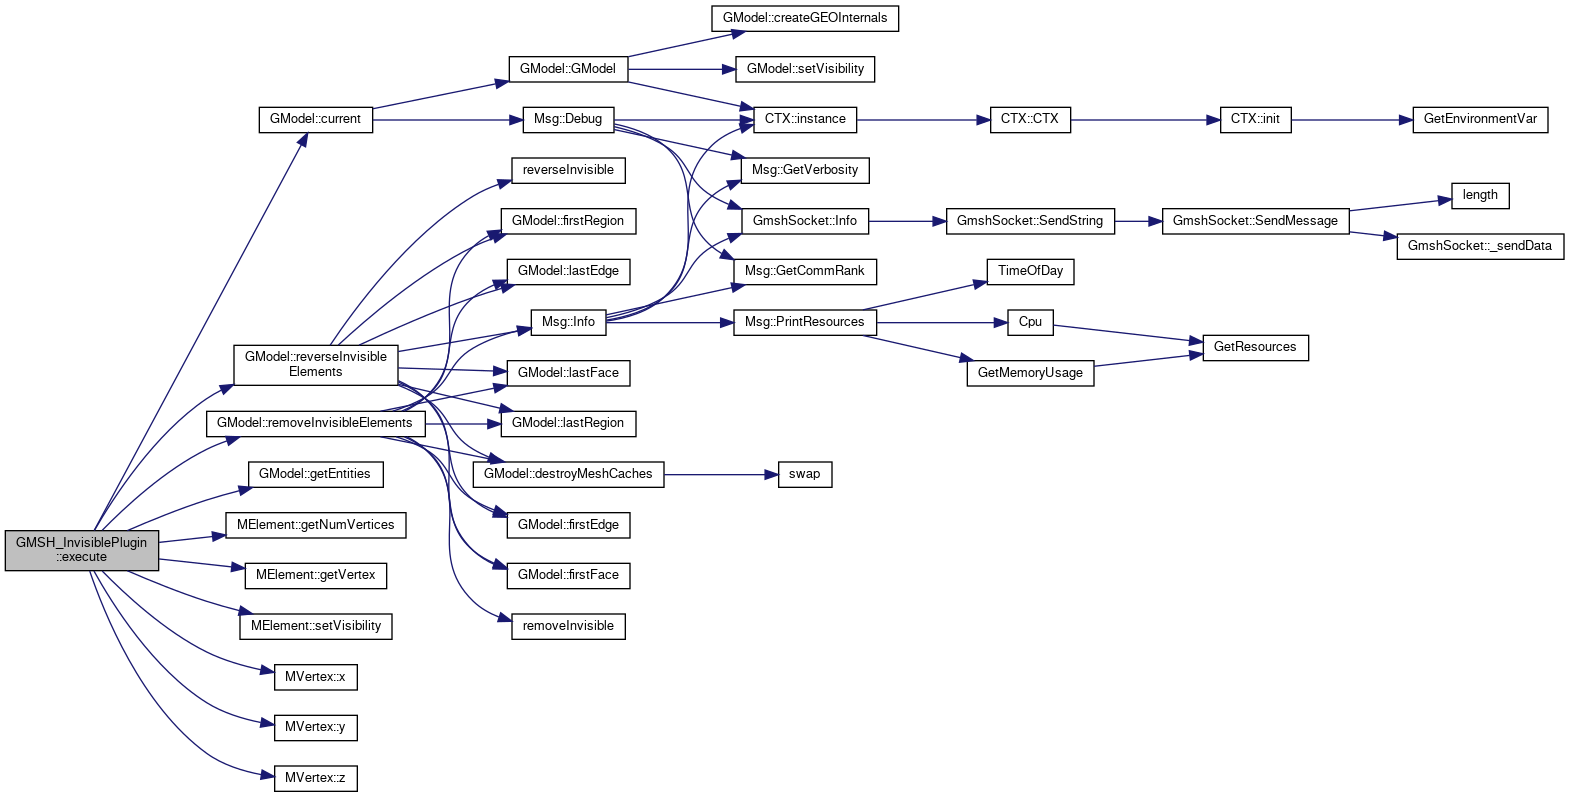 GModel::createGEOInternals
GModel::GModel
GModel::setVisibility
GModel::current
Msg::Debug
CTX::instance
CTX::CTX
CTX::init
GetEnvironmentVar
reverseInvisible
Msg::GetVerbosity
length
GModel::firstRegion
GmshSocket::Info
GmshSocket::SendString
GmshSocket::SendMessage
GmshSocket::_sendData
GModel::lastEdge
Msg::GetCommRank
TimeOfDay
Msg::Info
Msg::PrintResources
Cpu
GetResources
GModel::reverseInvisible
Elements
GModel::lastFace
GetMemoryUsage
GModel::removeInvisibleElements
GModel::lastRegion
GModel::getEntities
GModel::destroyMeshCaches
swap
MElement::getNumVertices
GModel::firstEdge
GMSH_InvisiblePlugin
::execute
MElement::getVertex
GModel::firstFace
MElement::setVisibility
removeInvisible
MVertex::x
MVertex::y
MVertex::z